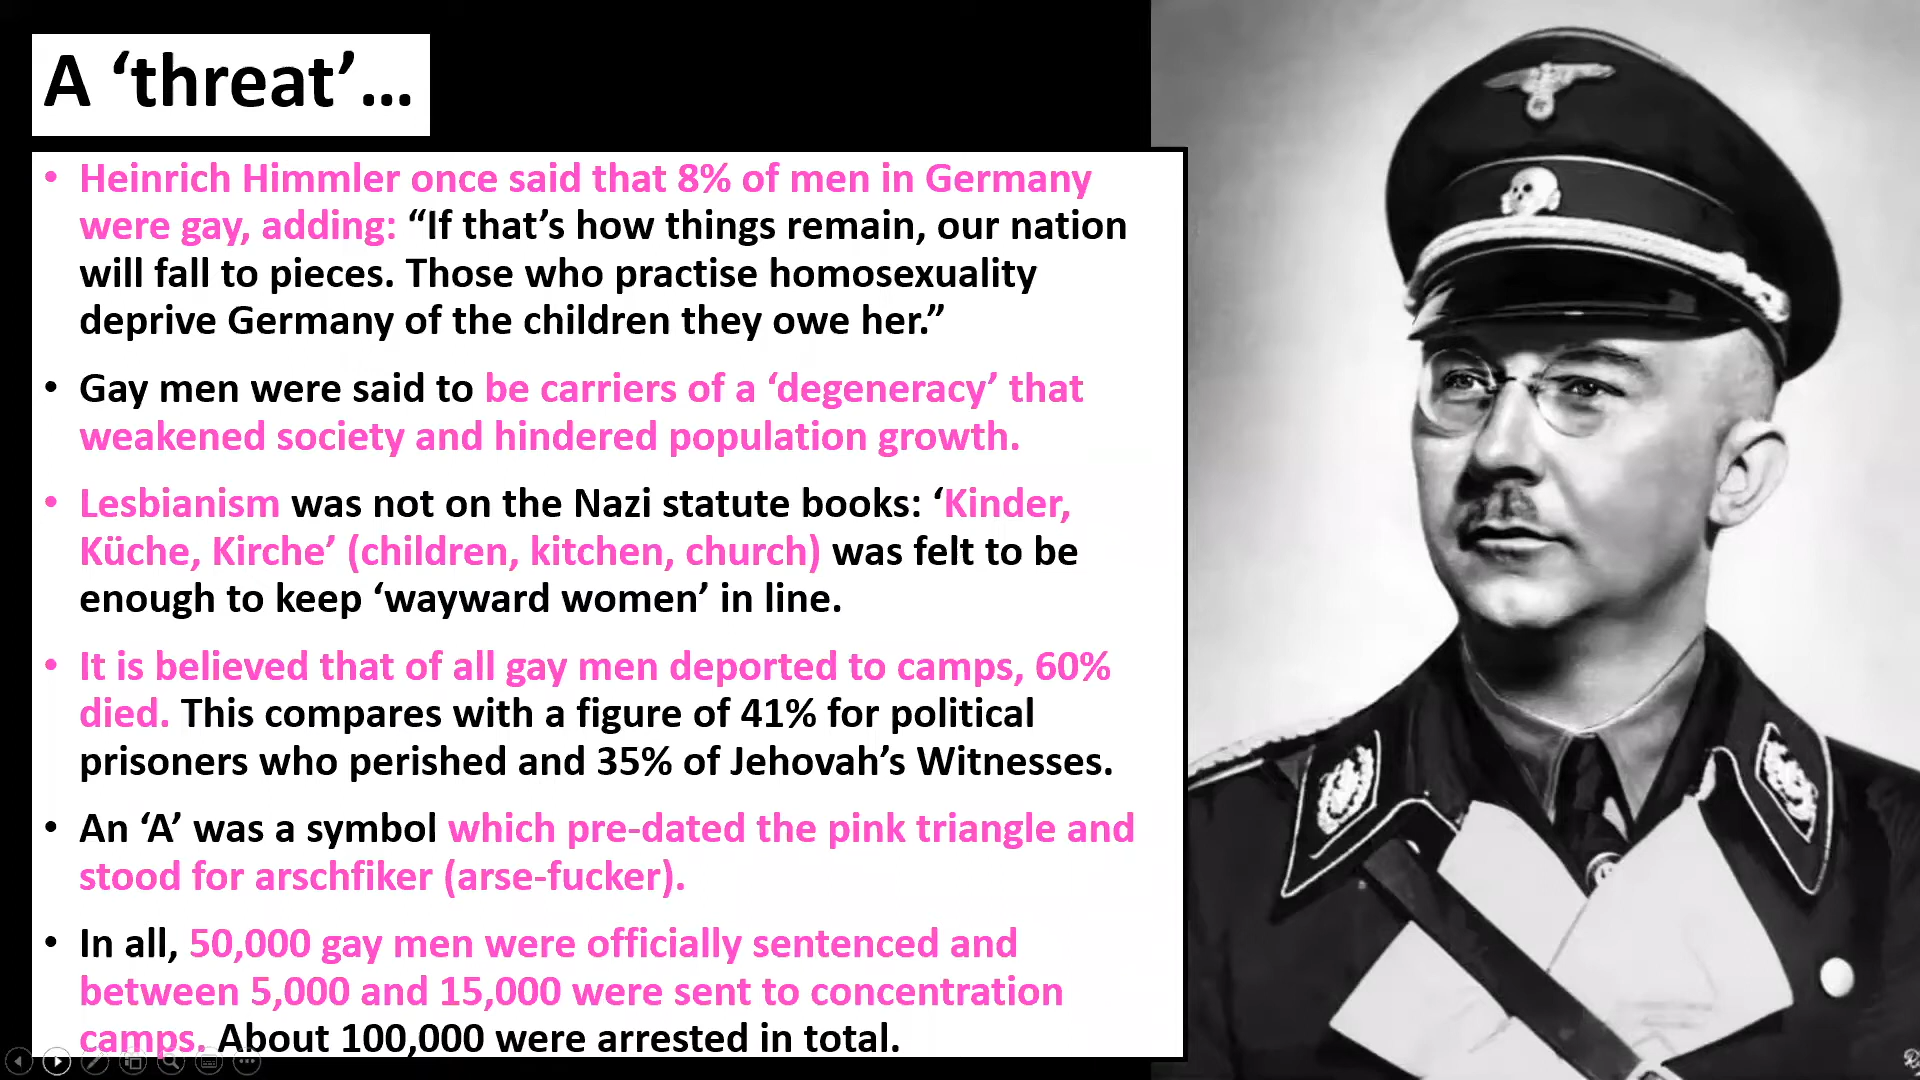 A ‘threat’...
• Heinrich Himmler once said that 8% of men in Germany
were gay, adding: “If that’s how things remain, our nation
will fall to pieces. Those who practise homosexuality
deprive Germany of the children they owe her.”
• Gay men were said to be carriers of a ‘degeneracy’ that
weakened society and hindered population growth.
• Lesbianism was not on the Nazi statute books: ‘Kinder,
Küche, Kirche’ (children, kitchen, church) was felt to be
enough to keep ‘wayward women’ in line.
• It is believed that of all gay men deported to camps, 60%
died. This compares with a figure of 41% for political
prisoners who perished and 35% of Jehovah’s Witnesses.
• An ‘A’ was a symbol which pre-dated the pink triangle and
stood for arschfiker (arse-fucker).
• In all, 50,000 gay men were officially sentenced and
between 5,000 and 15,000 were sent to concentration
camps. About 100,000 were arrested in total.